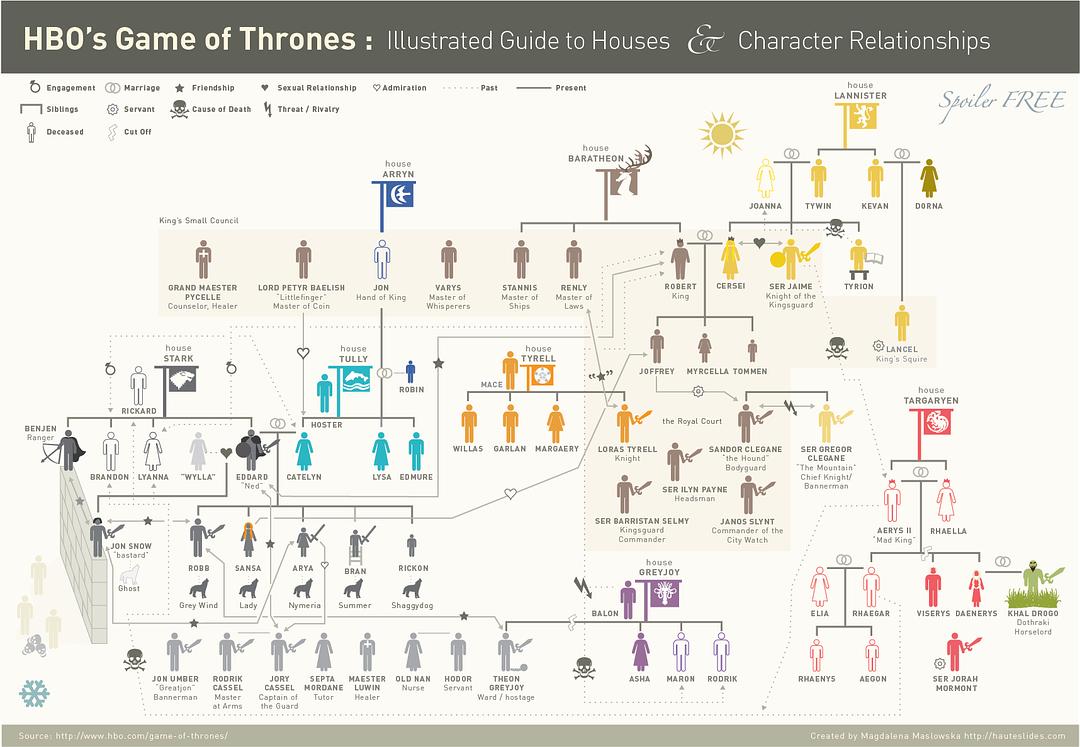 HBO's Game of Thrones : Illustrated Guide to Houses & Character Relationships
Engagement
Marriage
Friendship
Sexual Relationship
Admiration
Past
Present
Siblings
Servant
Cause of Death
Threat / Rivalry
Deceased
Cut Off
Spoiler FREE
house
LANNISTER
JOANNA
TYWIN
KEVAN
DORNA
house
BARATHEON
house
ARRYN
King's Small Council
GRAND MAESTER
PYCELLE
Counselor, Healer
LORD PETYR BAELISH
"Littlefinger"
Master of Coin
JON
Hand of King
VARYS
Master of
Whisperers
STANNIS
Master of
Ships
RENLY
Master of
Laws
ROBERT
King
CERSEI
SER JAIME
Knight of the
Kingsguard
TYRION
LANCEL
King's Squire
house
STARK
RICKARD
house
TULLY
HOSTER
ROBIN
house
TYRELL
MACE
JOFFREY
MYRCELLA
TOMMEN
house
TARGARYEN
BENJEN
Ranger
BRANDON
LYANNA
"WYLLA"
EDDARD
"Ned"
CATELYN
LYSA
EDMURE
WILLAS
GARLAN
MARGAERY
LORAS TYRELL
Knight
the Royal Court
SANDOR CLEGANE
"the Hound"
Bodyguard
SER GREGOR
CLEGANE
"The Mountain"
Chief Knight/
Bannerman
SER ILYN PAYNE
Headsman
SER BARRISTAN SELMY
Kingsguard
Commander
JANOS SLYNT
Commander of the
City Watch
AERYS II
"Mad King"
RHAELLA
JON SNOW
"bastard"
Ghost
ROBB
SANSA
ARYA
BRAN
RICKON
Grey Wind
Lady
Nymeria
Summer
Shaggydog
house
GREYJOY
BALON
ELIA
RHAEGAR
VISERYS
DAENERYS
KHAL DROGO
Dothraki
Horselord
JON UMBER
"Greatjon"
Bannerman
RODRIK
CASSEL
Master
at Arms
JORY
CASSEL
Captain of
the Guard
SEPTA
MORDANE
Tutor
MAESTER
LUWIN
Healer
OLD NAN
Nurse
HODOR
Servant
THEON
GREYJOY
Ward / hostage
ASHA
MARON
RODRIK
RHAENYS
AEGON
SER JORAH
MORMONT
Source: http://www.hbo.com/game-of-thrones/
Created by Magdalena Maslowska http://hauteslides.com